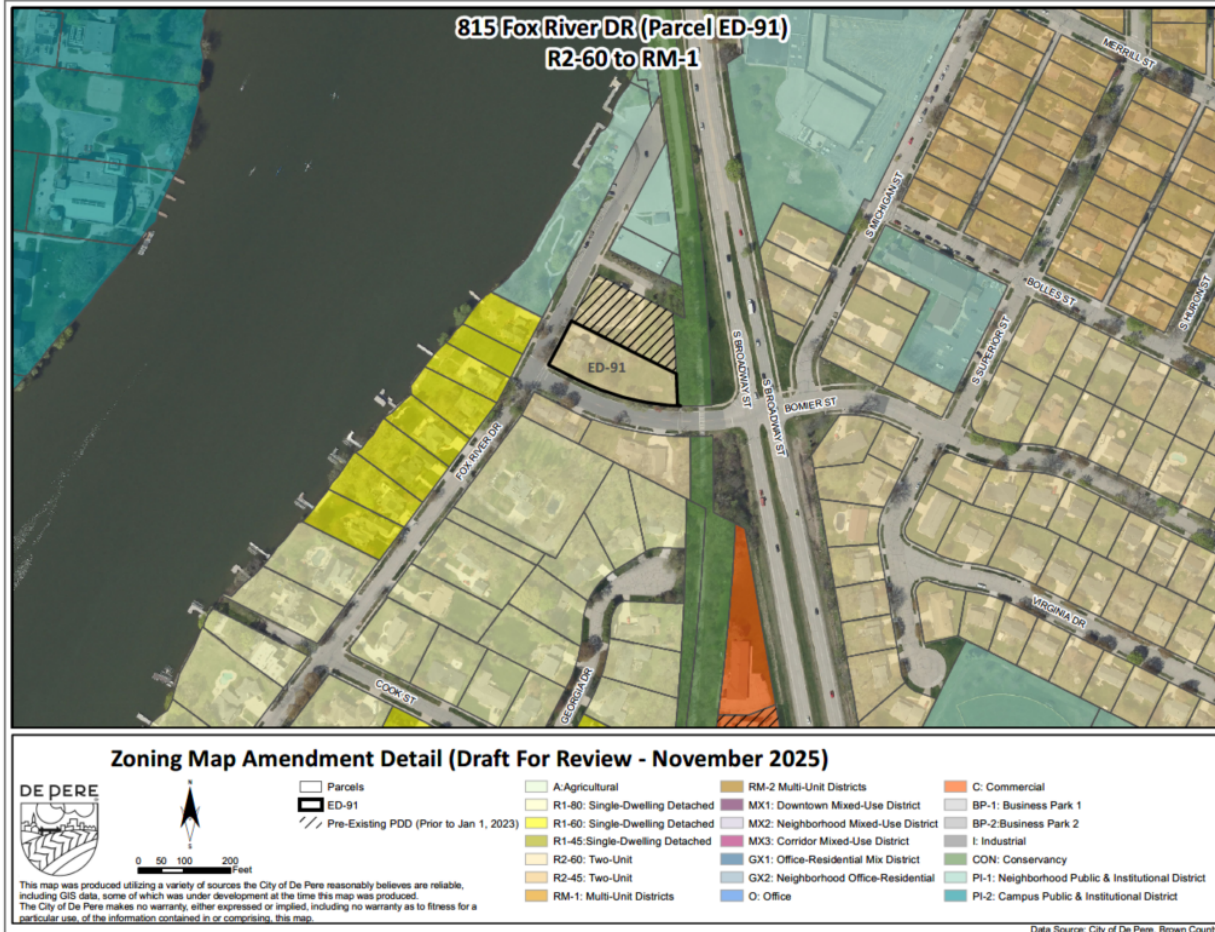 815 Fox River DR (Parcel ED-91)
R2-60 to RM-1
MERRILL ST
S MICHIGAN ST
BOLLES ST
S HURON ST
S SUPERIOR ST
ED-91
S BROADWAY ST
S BROADWAY ST
BOMIER ST
FOX RIVER DR
VIRGINIA DR
COOK ST
GEORGIA DR
Zoning Map Amendment Detail (Draft For Review - November 2025)
DE PERE
N
W
E
S
0 50 100 200
Feet
Parcels
ED-91
Pre-Existing PDD (Prior to Jan 1, 2023)
A:Agricultural
R1-80: Single-Dwelling Detached
R1-60: Single-Dwelling Detached
R1-45:Single-Dwelling Detached
R2-60: Two-Unit
R2-45: Two-Unit
RM-1: Multi-Unit Districts
RM-2 Multi-Unit Districts
MX1: Downtown Mixed-Use District
MX2: Neighborhood Mixed-Use District
MX3: Corridor Mixed-Use District
GX1: Office-Residential Mix District
GX2: Neighborhood Office-Residential
O: Office
C: Commercial
BP-1: Business Park 1
BP-2:Business Park 2
I: Industrial
CON: Conservancy
PI-1: Neighborhood Public & Institutional District
PI-2: Campus Public & Institutional District
This map was produced utilizing a variety of sources the City of De Pere reasonably believes are reliable,
including GIS data, some of which was under development at the time this map was produced.
The City of De Pere makes no warranty, either expressed or implied, including no warranty as to fitness for a
particular use, of the information contained in or comprising, this map.
Data Source: City of De Pere, Brown County